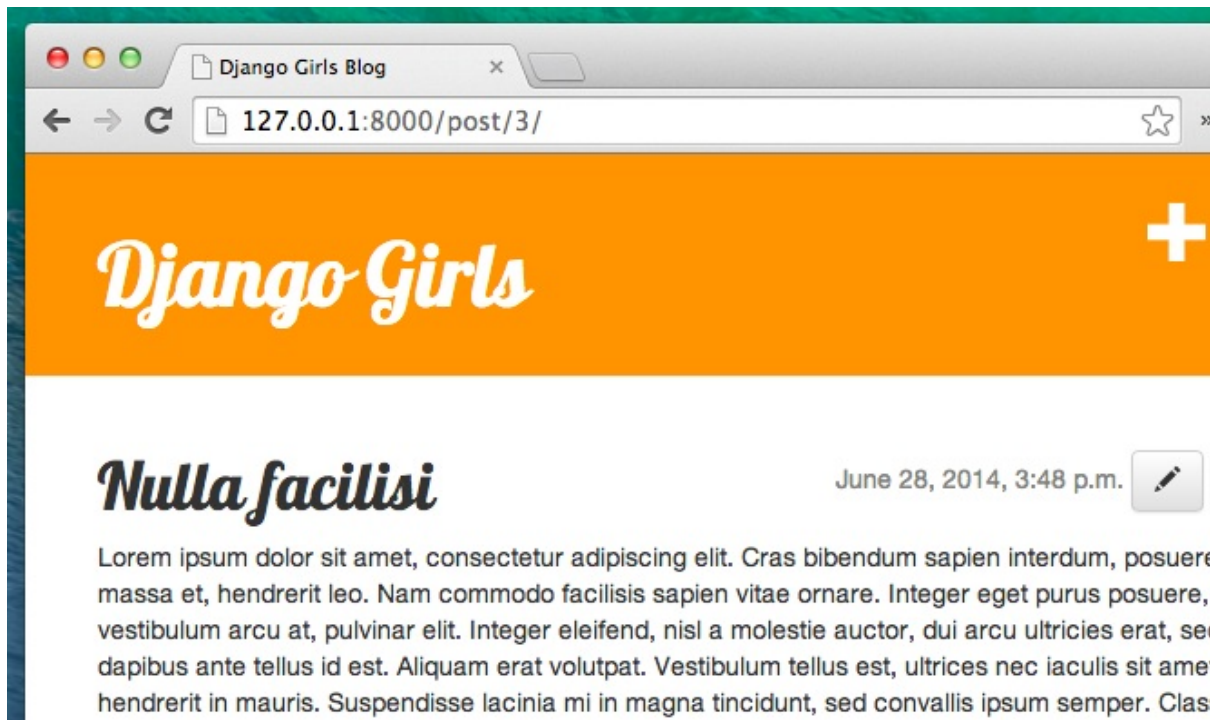 Django Girls Blog
127.0.0.1:8000/post/3/
Django Girls
Nulla facilisi
June 28, 2014, 3:48 p.m.
Lorem ipsum dolor sit amet, consectetur adipiscing elit. Cras bibendum sapien interdum, posuere
massa et, hendrerit leo. Nam commodo facilisis sapien vitae ornare. Integer eget purus posuere,
vestibulum arcu at, pulvinar elit. Integer eleifend, nisl a molestie auctor, dui arcu ultricies erat, sed
dapibus ante tellus id est. Aliquam erat volutpat. Vestibulum tellus est, ultrices nec iaculis sit amet
hendrerit in mauris. Suspendisse lacinia mi in magna tincidunt, sed convallis ipsum semper. Clas